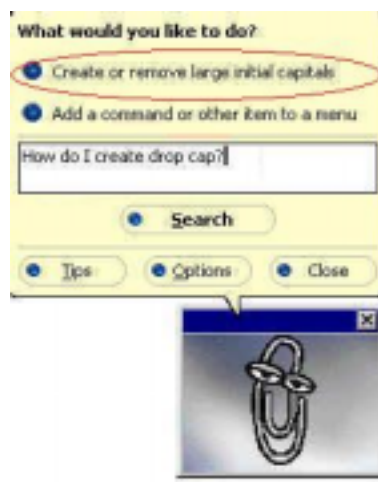 What would you like to do?
Create or remove large initial capitals
Add a command or other item to a menu
How do I create drop cap?
Search
Tips Options Close